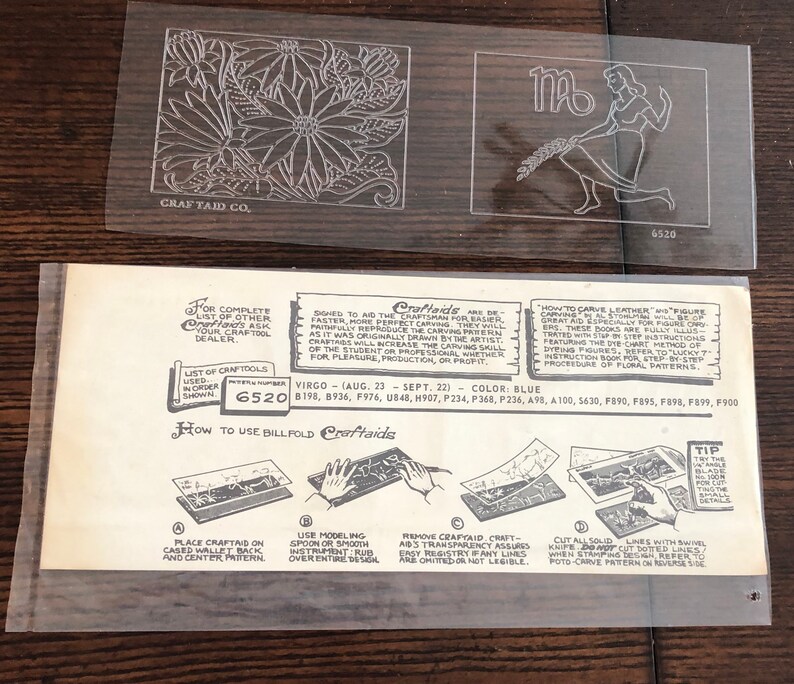 CRAFTAID CO.
6520
FOR COMPLETE
LIST OF OTHER
Craftaids ASK
YOUR CRAFTOOL
DEALER.
Craftaids ARE DE-
SIGNED TO AID THE CRAFTSMAN FOR EASIER,
FASTER, MORE PERFECT CARVING. THEY WILL
FAITHFULLY REPRODUCE THE CARVING PATTERN
AS IT WAS ORIGINALLY DRAWN BY THE ARTIST.
CRAFTAIDS WILL INCREASE THE CARVING SKILL
OF THE STUDENT OR PROFESSIONAL WHETHER
FOR PLEASURE, PRODUCTION, OR PROFIT.
"HOW TO CARVE LEATHER" AND "FIGURE
CARVING" BY AL STOHLMAN WILL BE OF
GREAT AID ESPECIALLY FOR FIGURE CARV-
ERS. THESE BOOKS ARE FULLY ILLUS-
TRATED WITH STEP-BY-STEP INSTRUCTIONS
FEATURING THE DYE-CHART METHOD OF
DYEING FIGURES. REFER TO "LUCKY 7"
INSTRUCTION BOOK FOR STEP-BY-STEP
PROCEEDURE OF FLORAL PATTERNS.
LIST OF CRAFTOOLS
USED...
IN ORDER
SHOWN.
PATTERN NUMBER
6520
VIRGO - (AUG. 23 - SEPT. 22) - COLOR: BLUE
B198, B936, F976, U848, H907, P234, P368, P236, A98, A100, S630, F890, F895, F898, F899, F900
HOW TO USE BILLFOLD Craftaids
TIP
TRY THE
1/4" ANGLE
BLADE
NO. 100N
FOR CUT-
TING THE
SMALL
DETAILS
A
PLACE CRAFTAID ON
CASED WALLET BACK
AND CENTER PATTERN.
B
USE MODELING
SPOON OR SMOOTH
INSTRUMENT: RUB
OVER ENTIRE DESIGN.
C
REMOVE CRAFTAID. CRAFT-
AID'S TRANSPARENCY ASSURES
EASY REGISTRY IF ANY LINES
ARE OMITTED OR NOT LEGIBLE.
D
CUT ALL SOLID LINES WITH SWIVEL
KNIFE. DO NOT CUT DOTTED LINES!
WHEN STAMPING DESIGN, REFER TO
FOTO-CARVE PATTERN ON REVERSE SIDE.